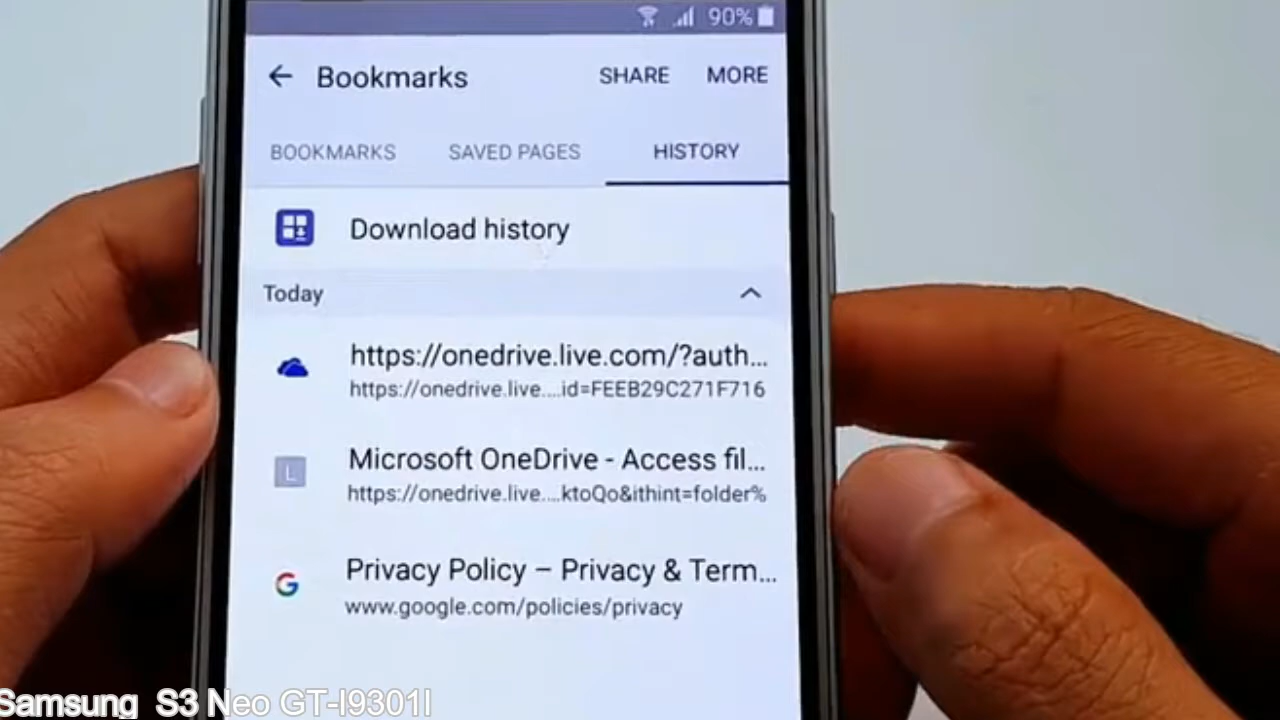 90%
Bookmarks SHARE MORE
BOOKMARKS SAVED PAGES HISTORY
Download history
Today
https://onedrive.live.com/?auth...
https://onedrive.live....id=FEEB29C271F716
L
Microsoft OneDrive - Access fil...
https://onedrive.live....ktoQo&ithint=folder%
G
Privacy Policy – Privacy & Term...
www.google.com/policies/privacy
Samsung S3 Neo GT-I9301I